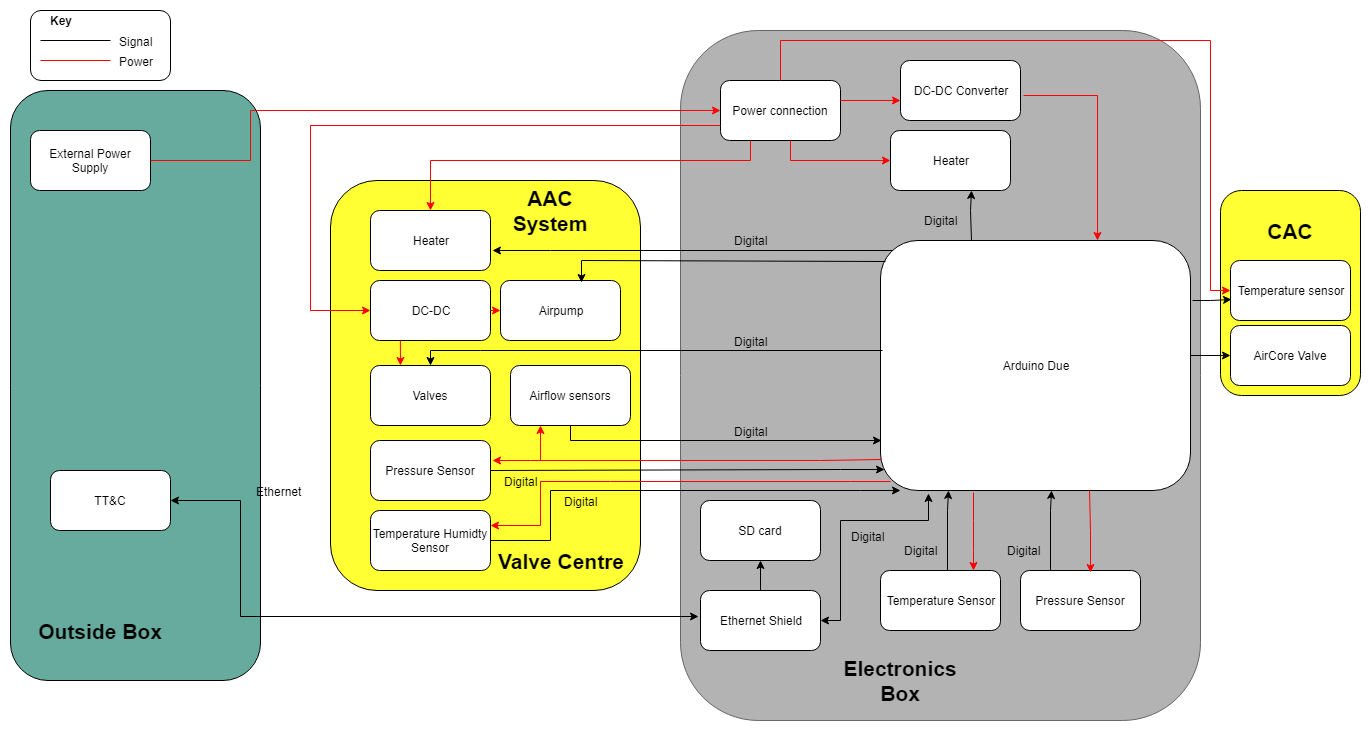 Key
Signal
Power
External Power
Supply
TT&C
Ethernet
Outside Box
AAC
System
Heater
DC-DC
Airpump
Valves
Airflow sensors
Pressure Sensor
Digital
Temperature Humidty
Sensor
Digital
Valve Centre
Digital
Digital
Digital
Power connection
DC-DC Converter
Heater
Digital
Arduino Due
SD card
Ethernet Shield
Digital
Digital
Digital
Temperature Sensor
Pressure Sensor
Electronics
Box
CAC
Temperature sensor
AirCore Valve